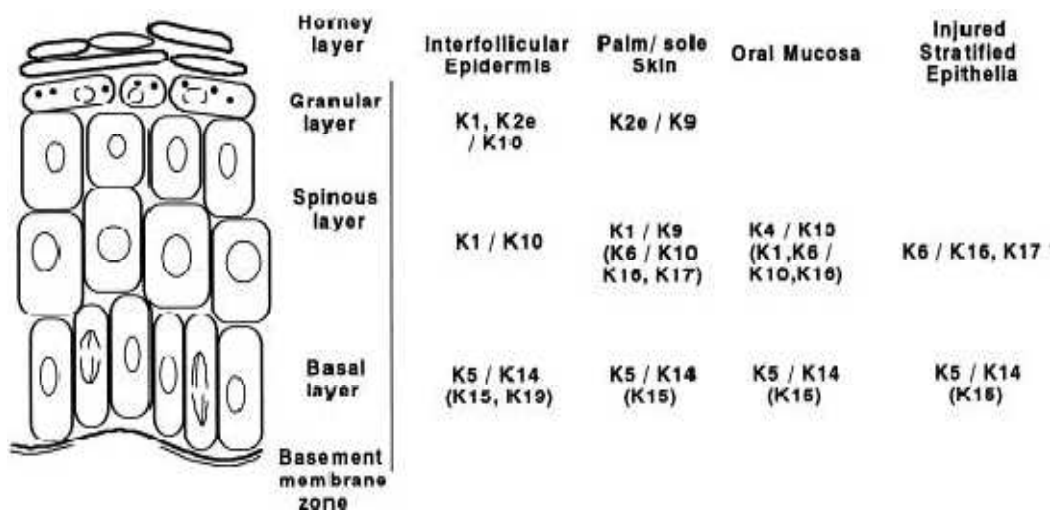 Horney
layer
Interfollicular
Epidermis
Palm/ sole
Skin
Oral Mucosa
Injured
Stratified
Epithelia
Granular
layer
K1, K2e
/ K10
K2e / K9
Spinous
layer
K1 / K10
K1 / K9
(K6 / K10
K16, K17)
K4 / K13
(K1,K6 /
K10,K16)
K6 / K16, K17
Basal
layer
K5 / K14
(K15, K19)
K5 / K14
(K15)
K5 / K14
K5 / K14
Basement
membrane
zone